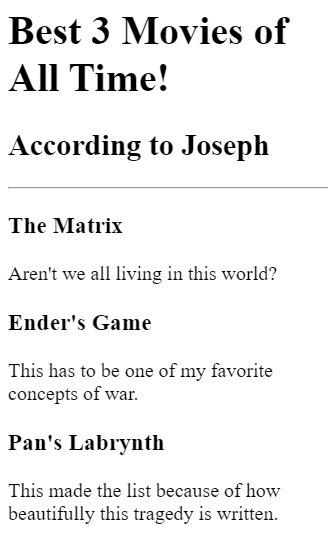 Best 3 Movies of
All Time!
According to Joseph
The Matrix
Aren't we all living in this world?
Ender's Game
This has to be one of my favorite
concepts of war.
Pan's Labrynth
This made the list because of how
beautifully this tragedy is written.